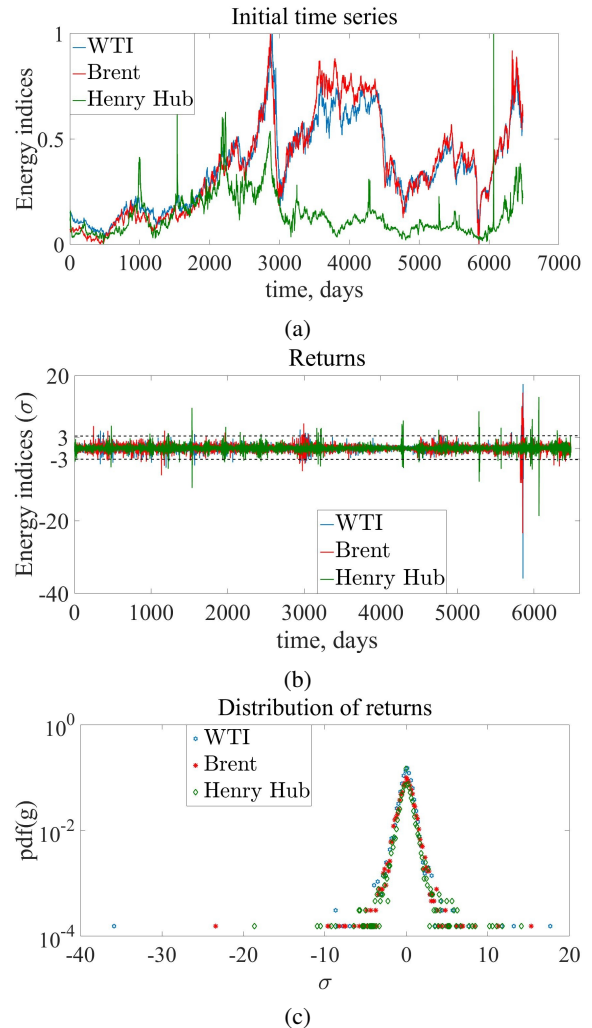 Initial time series
1
0.5
0
Energy indices
WTI
Brent
Henry Hub
0 1000 2000 3000 4000 5000 6000 7000
time, days
(a)
Returns
20
3
-3
-20
-40
Energy indices (σ)
WTI
Brent
Henry Hub
0 1000 2000 3000 4000 5000 6000
time, days
(b)
Distribution of returns
10^0
10^-2
10^-4
pdf(g)
WTI
Brent
Henry Hub
-40 -30 -20 -10 0 10 20
σ
(c)